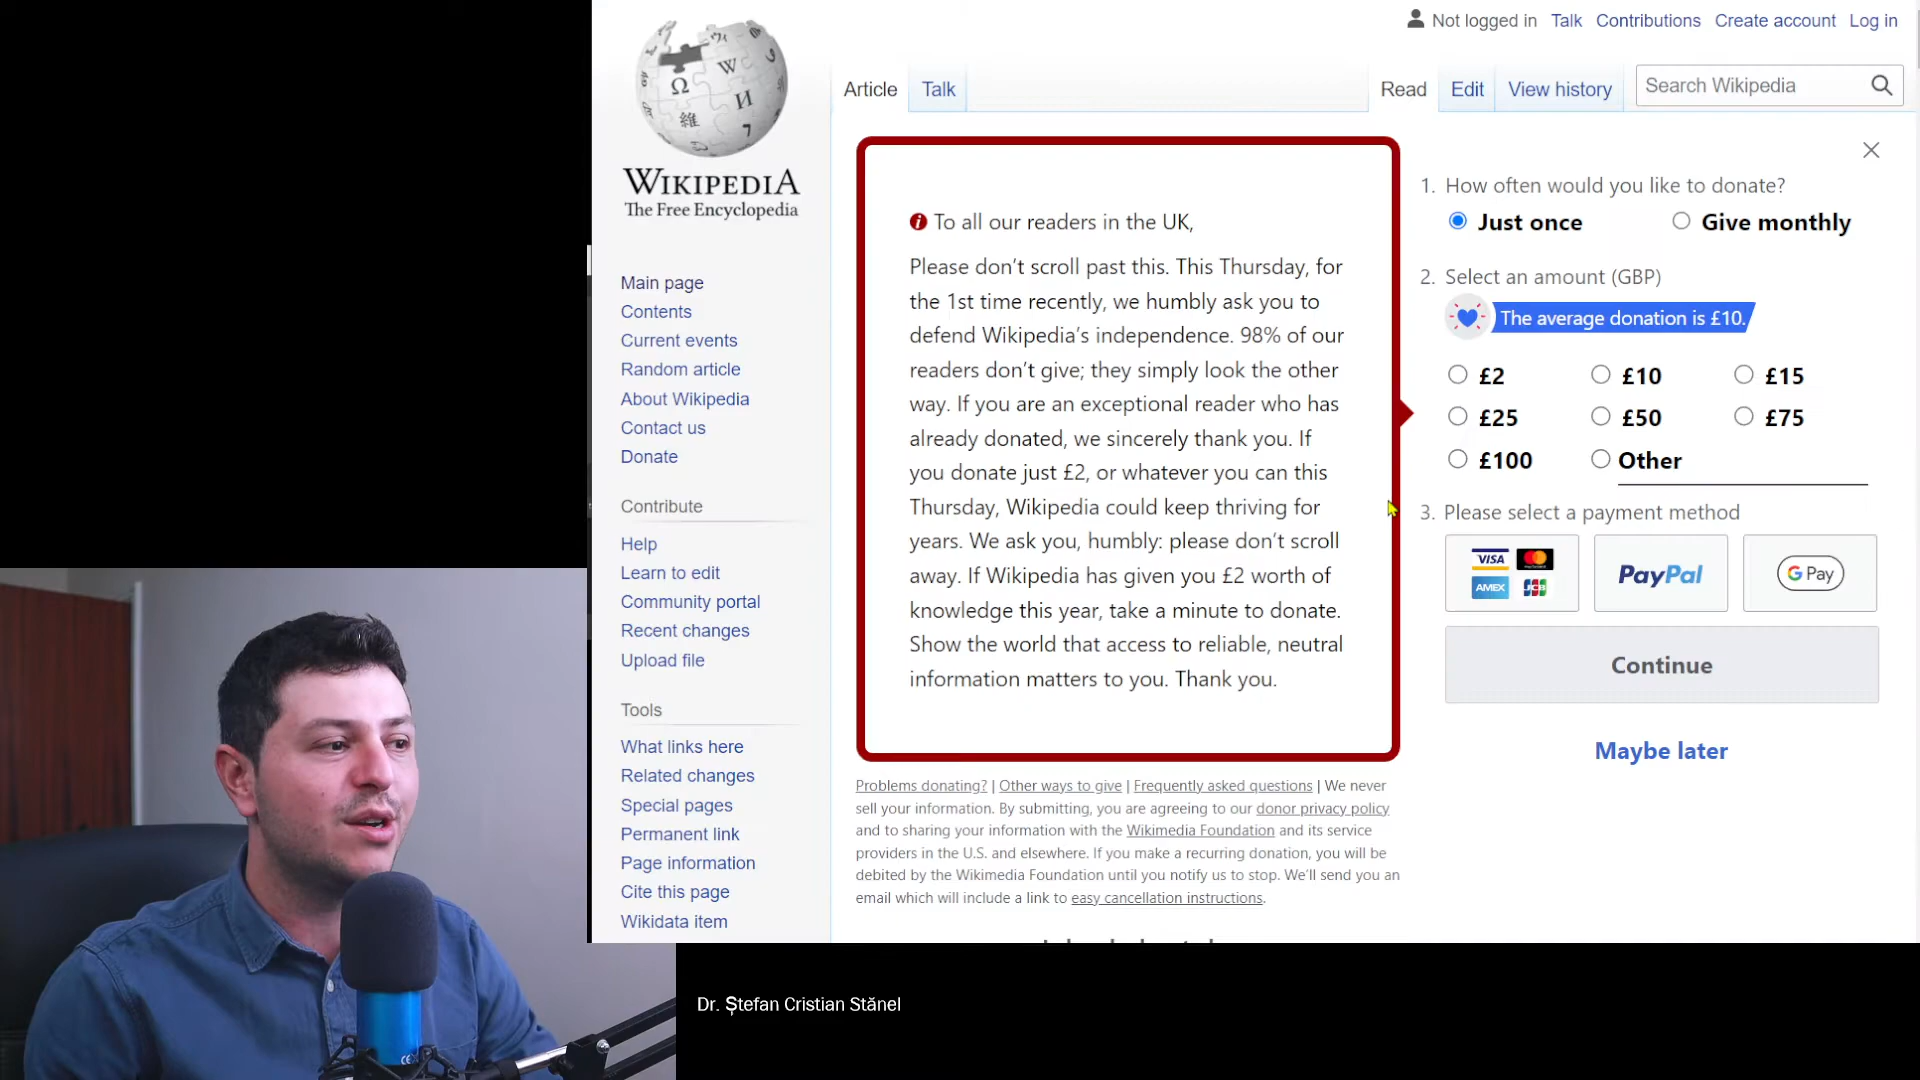 Not logged in Talk Contributions Create account Log in
Article Talk Read Edit View history Search Wikipedia
WIKIPEDIA
The Free Encyclopedia
Main page
Contents
Current events
Random article
About Wikipedia
Contact us
Donate
Contribute
Help
Learn to edit
Community portal
Recent changes
Upload file
Tools
What links here
Related changes
Special pages
Permanent link
Page information
Cite this page
Wikidata item
To all our readers in the UK,
Please don’t scroll past this. This Thursday, for
the 1st time recently, we humbly ask you to
defend Wikipedia’s independence. 98% of our
readers don’t give; they simply look the other
way. If you are an exceptional reader who has
already donated, we sincerely thank you. If
you donate just £2, or whatever you can this
Thursday, Wikipedia could keep thriving for
years. We ask you, humbly: please don’t scroll
away. If Wikipedia has given you £2 worth of
knowledge this year, take a minute to donate.
Show the world that access to reliable, neutral
information matters to you. Thank you.
Problems donating? | Other ways to give | Frequently asked questions | We never
sell your information. By submitting, you are agreeing to our donor privacy policy
and to sharing your information with the Wikimedia Foundation and its service
providers in the U.S. and elsewhere. If you make a recurring donation, you will be
debited by the Wikimedia Foundation until you notify us to stop. We’ll send you an
email which will include a link to easy cancellation instructions.
1. How often would you like to donate?
Just once Give monthly
2. Select an amount (GBP)
The average donation is £10.
£2 £10 £15
£25 £50 £75
£100 Other
3. Please select a payment method
VISA
AMEX JCB
PayPal
G Pay
Continue
Maybe later
Dr. Ștefan Cristian Stănel